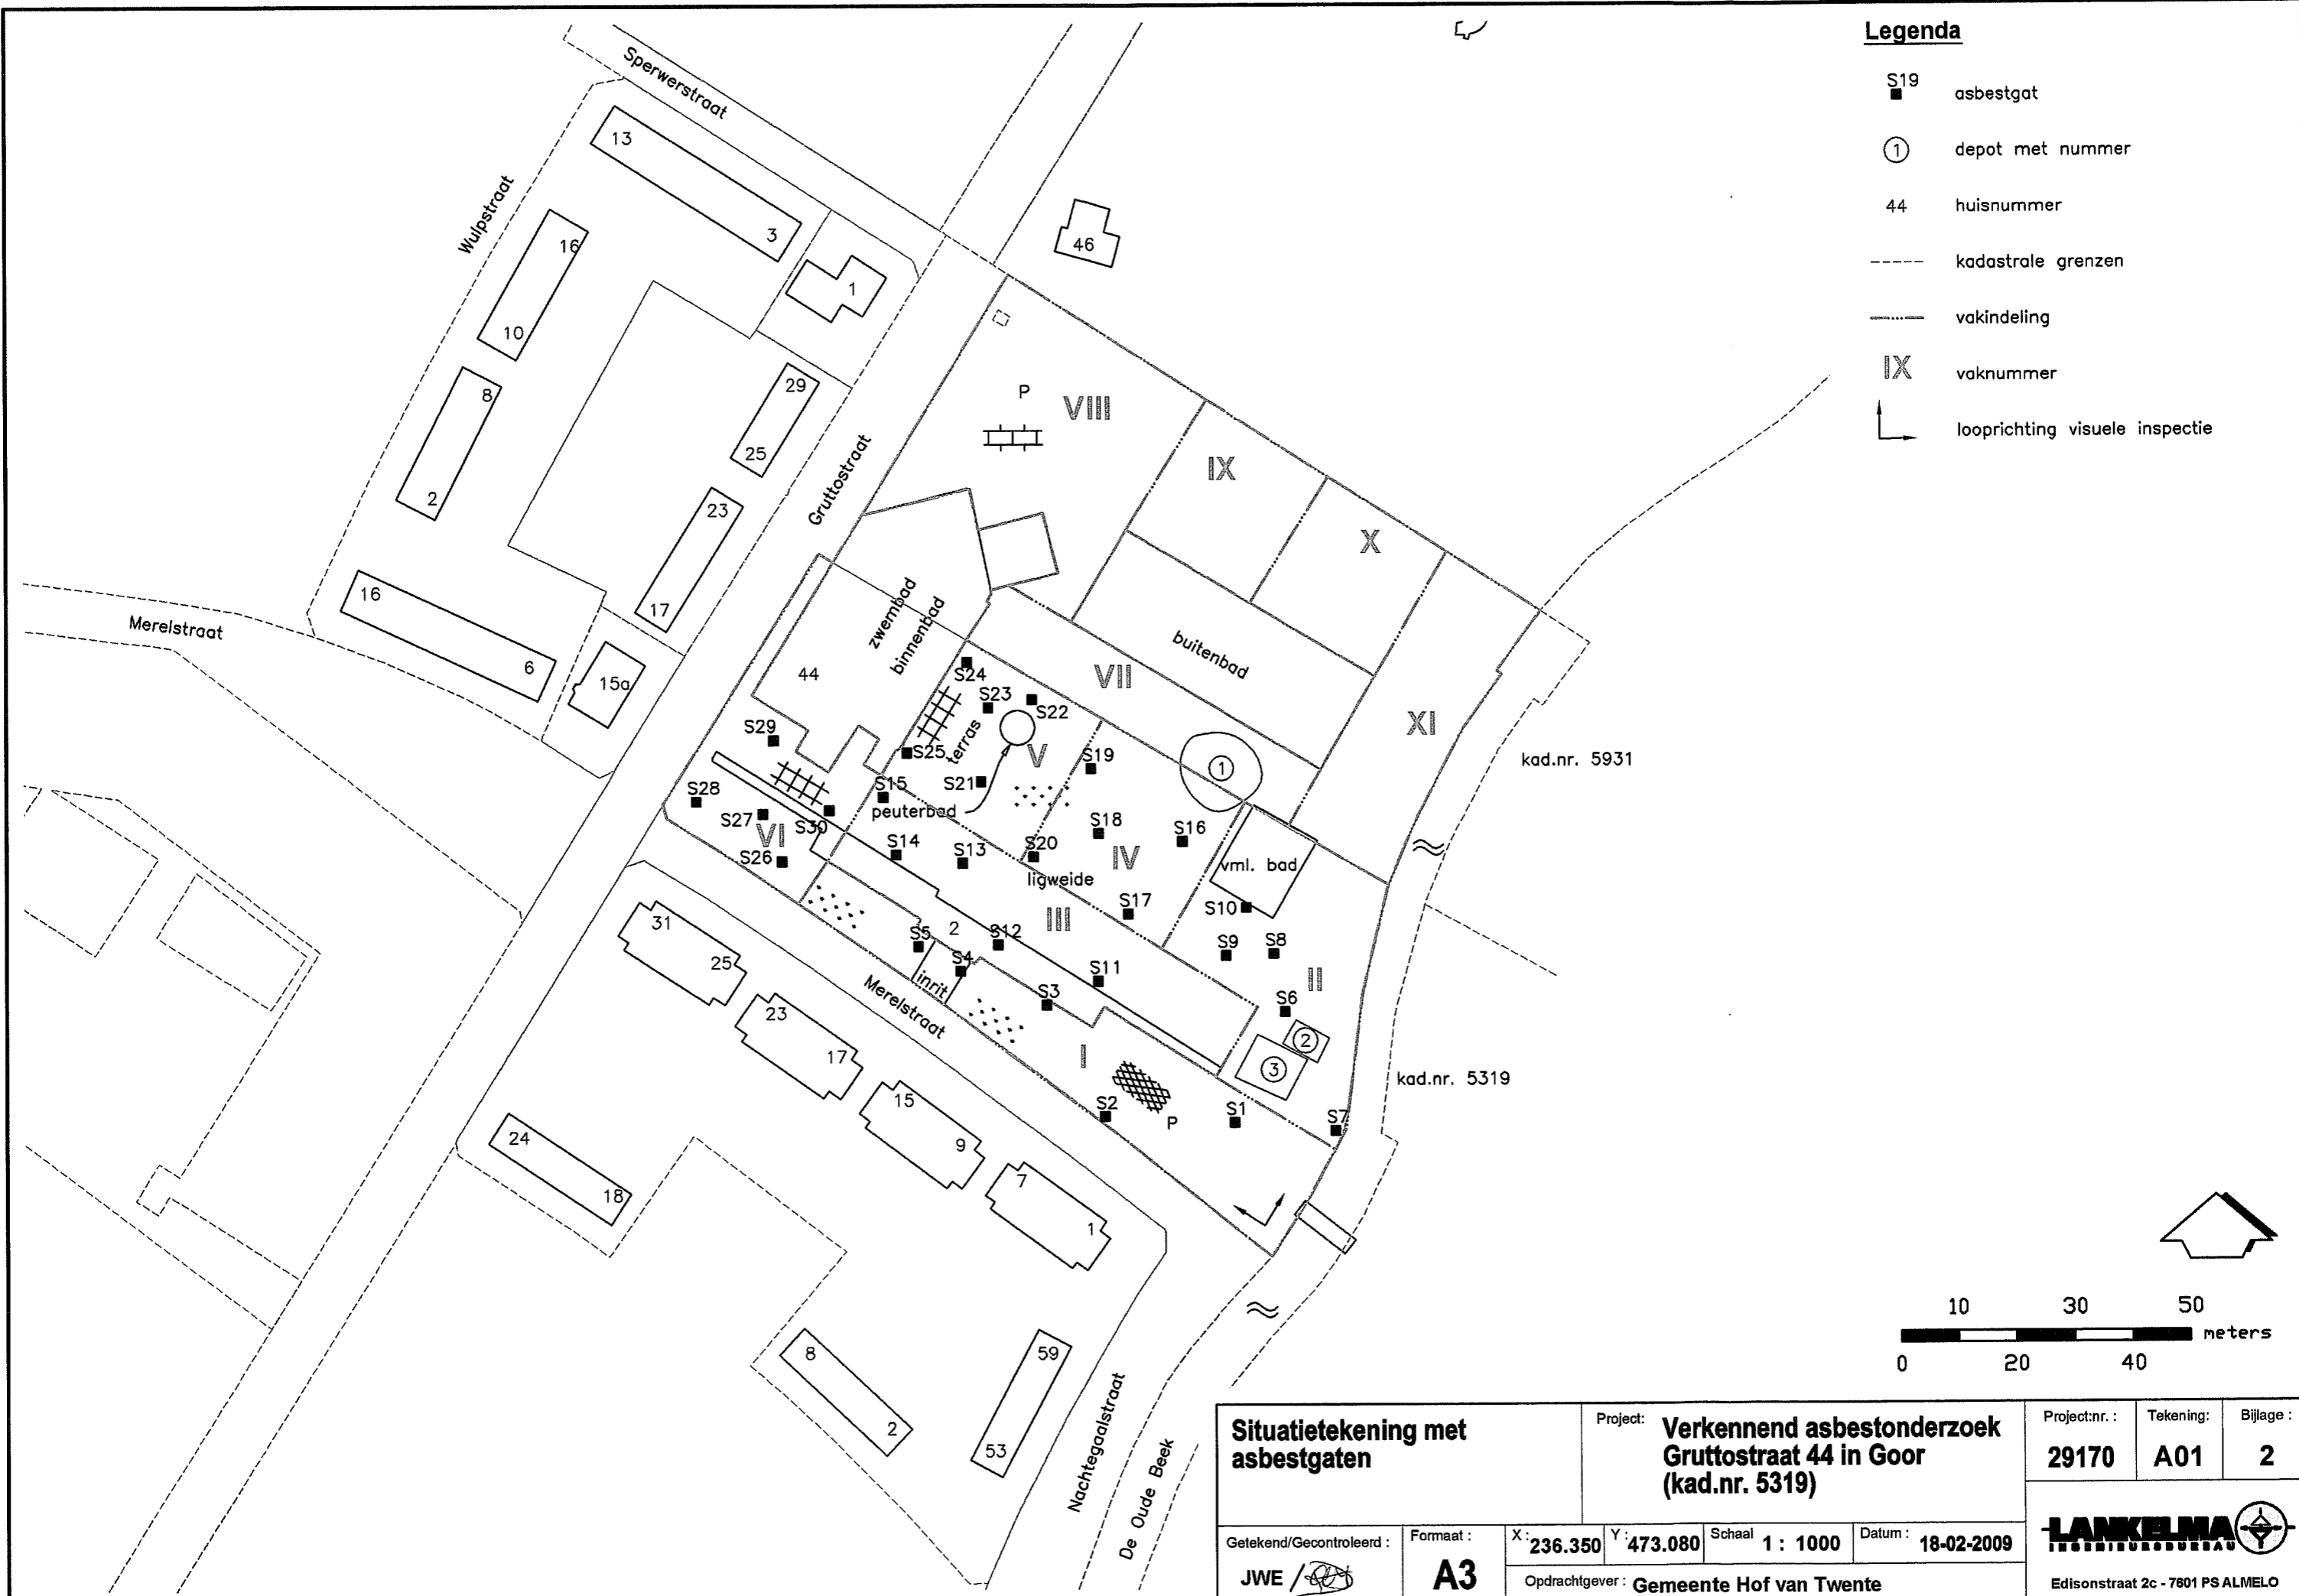 Legenda
S19
asbestgat
1
depot met nummer
44
huisnummer
kadastrale grenzen
vakindeling
IX
vaknummer
looprichting visuele inspectie
Sperwerstraat
13
3
Wulpstraat
16
10
1
46
8
2
29
25
P
VIII
Gruttostraat
IX
23
17
X
16
6
Merelstraat
15a
zwembad
binnenbad
44
buitenbad
VII
XI
S24
S23
S22
terras
V
S29
S25
S19
1
kad.nr. 5931
S21
S15
S28
peuterbad
S27
S30
VI
S18
S16
S26
S14
S13
S20
IV
vml. bad
ligweide
S17
S10
III
31
25
2
S5
S12
S4
S9
S8
inrit
S11
II
Merelstraat
S3
S6
23
17
2
I
3
kad.nr. 5319
15
9
S2
P
S1
S7
24
18
7
1
10
30
50
meters
0
20
40
8
2
59
53
Nachtegaalstraat
De Oude Beek
Situatietekening met
asbestgaten
Project:
Verkennend asbestonderzoek
Gruttostraat 44 in Goor
(kad.nr. 5319)
Project:nr. :
29170
Tekening:
A01
Bijlage :
2
Getekend/Gecontroleerd :
JWE /
Formaat :
A3
X : 236.350
Y : 473.080
Schaal 1 : 1000
Datum : 18-02-2009
Opdrachtgever : Gemeente Hof van Twente
LANKELMA
INGENIEURSBUREAU
Edisonstraat 2c - 7601 PS ALMELO